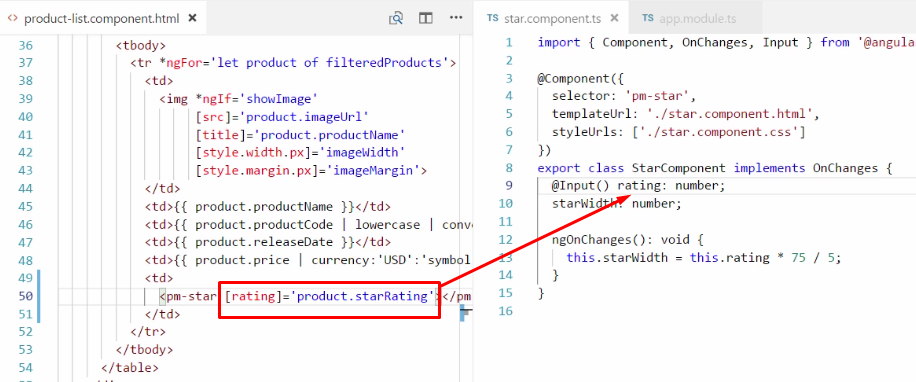 product-list.component.html
36 <tbody>
37 <tr *ngFor='let product of filteredProducts'>
38 <td>
39 <img *ngIf='showImage'
40 [src]='product.imageUrl'
41 [title]='product.productName'
42 [style.width.px]='imageWidth'
43 [style.margin.px]='imageMargin'>
44 </td>
45 <td>{{ product.productName }}</td>
46 <td>{{ product.productCode | lowercase | conv
47 <td>{{ product.releaseDate }}</td>
48 <td>{{ product.price | currency:'USD':'symbol
49 <td>
50 <pm-star [rating]='product.starRating'></pm
51 </td>
52 </tr>
53 </tbody>
54 </table>
TS star.component.ts
TS app.module.ts
1 import { Component, OnChanges, Input } from '@angula
2
3 @Component({
4 selector: 'pm-star',
5 templateUrl: './star.component.html',
6 styleUrls: ['./star.component.css']
7 })
8 export class StarComponent implements OnChanges {
9 @Input() rating: number;
10 starWidth: number;
11
12 ngOnChanges(): void {
13 this.starWidth = this.rating * 75 / 5;
14 }
15 }
16